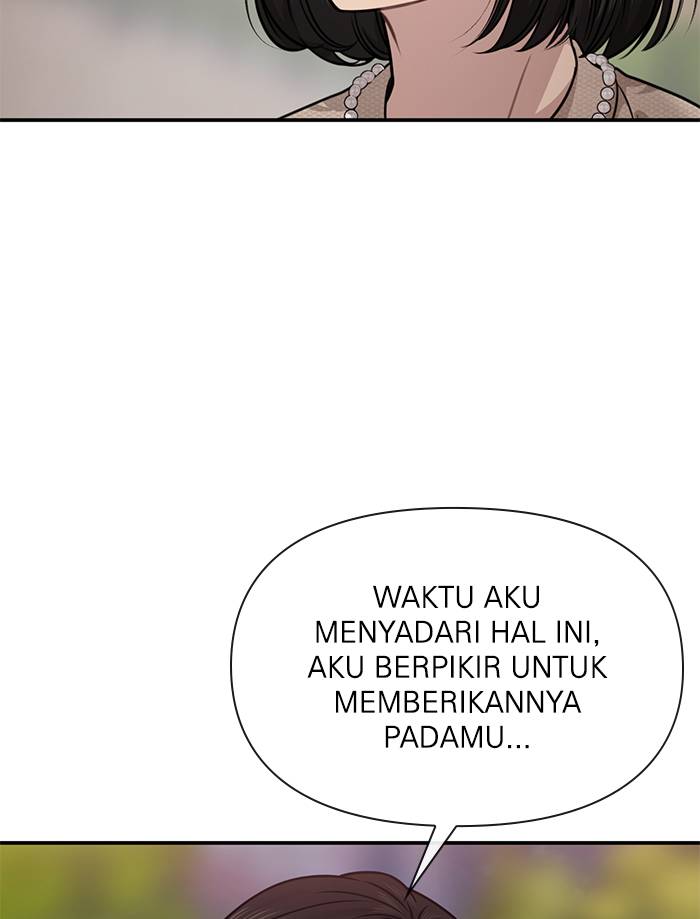 WAKTU AKU
MENYADARI HAL INI,
AKU BERPIKIR UNTUK
MEMBERIKANNYA
PADAMU...